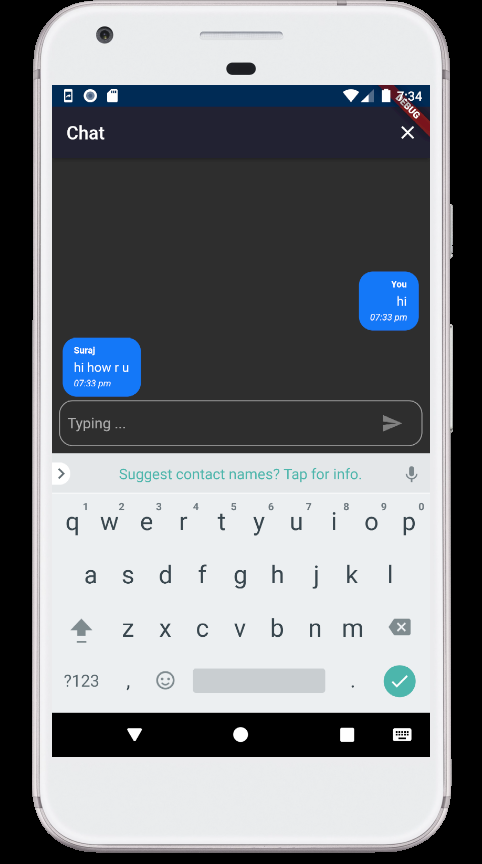 7:34
DEBUG
Chat
You
hi
07:33 pm
Suraj
hi how r u
07:33 pm
Typing ...
Suggest contact names? Tap for info.
1 2 3 4 5 6 7 8 9 0
q w e r t y u i o p
a s d f g h j k l
z x c v b n m
?123 , .